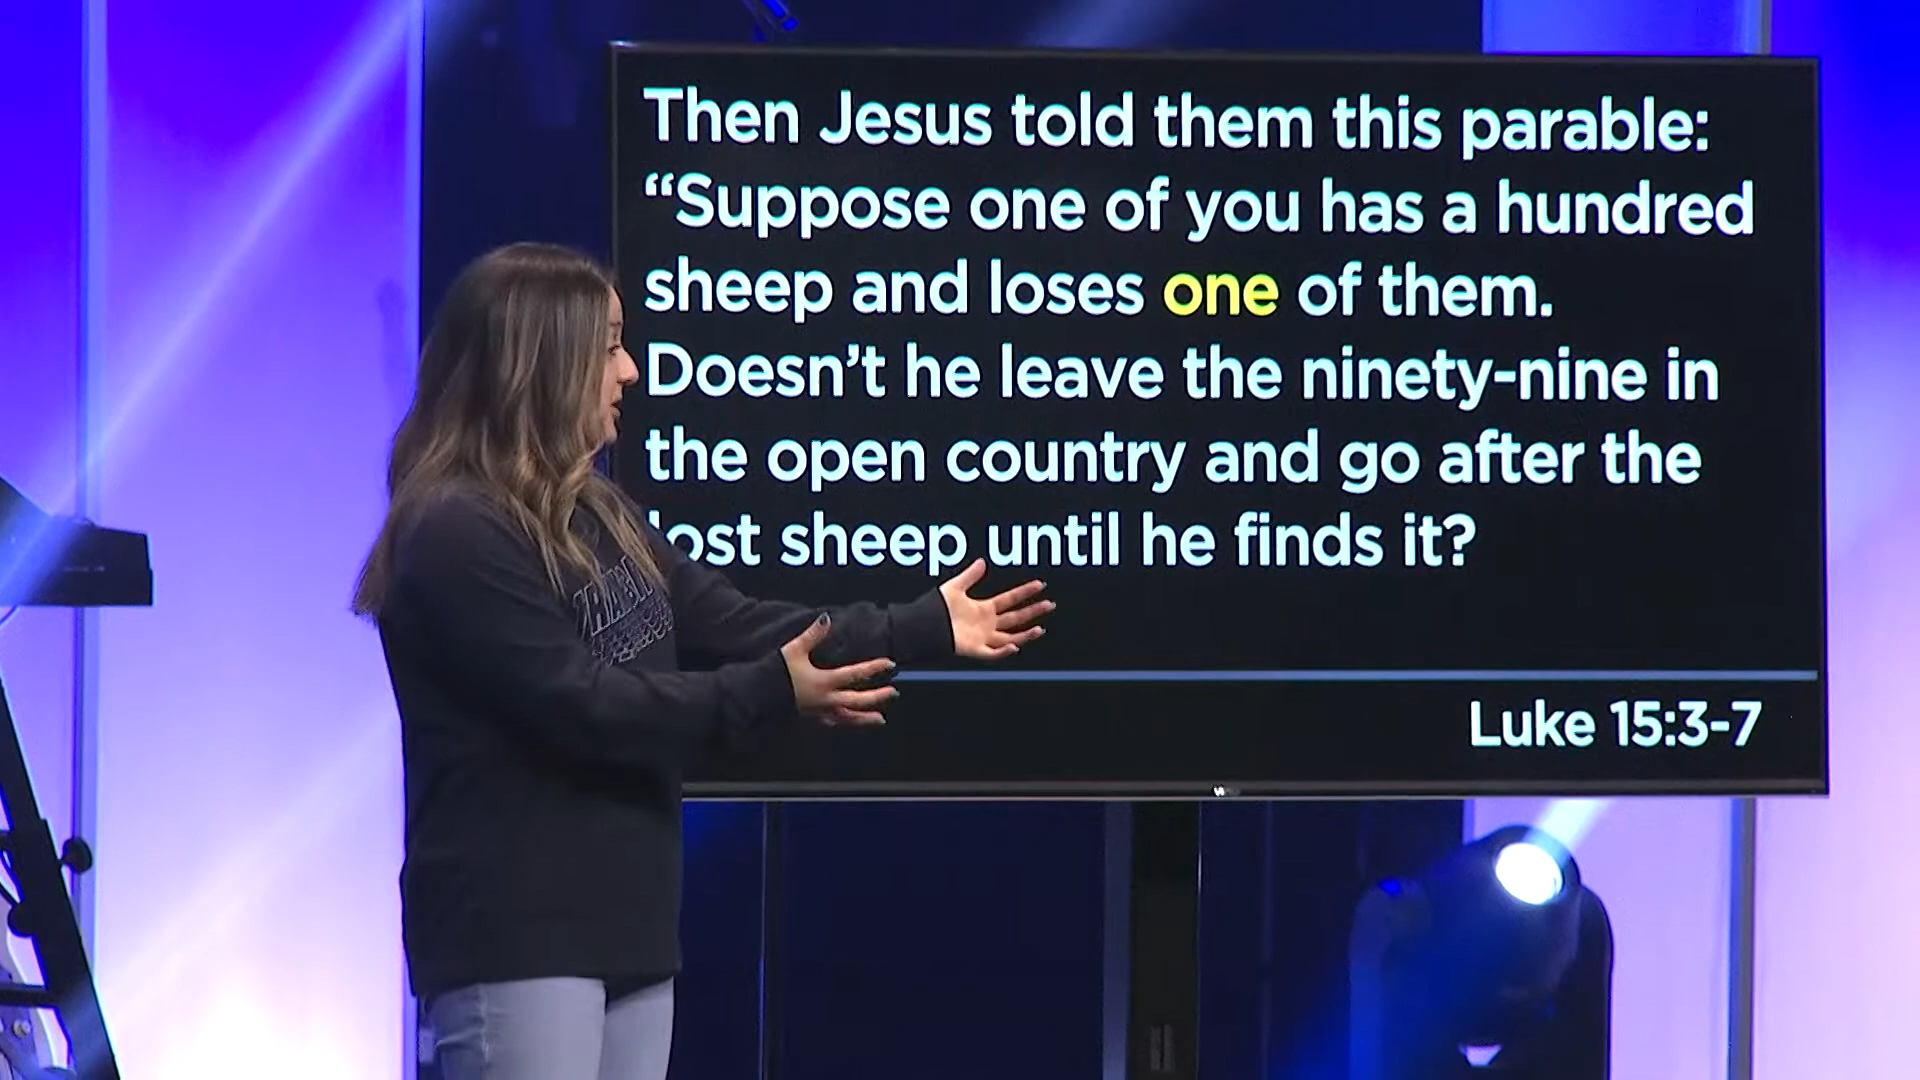 Then Jesus told them this parable:
“Suppose one of you has a hundred
sheep and loses one of them.
Doesn’t he leave the ninety-nine in
the open country and go after the
lost sheep until he finds it?
Luke 15:3-7